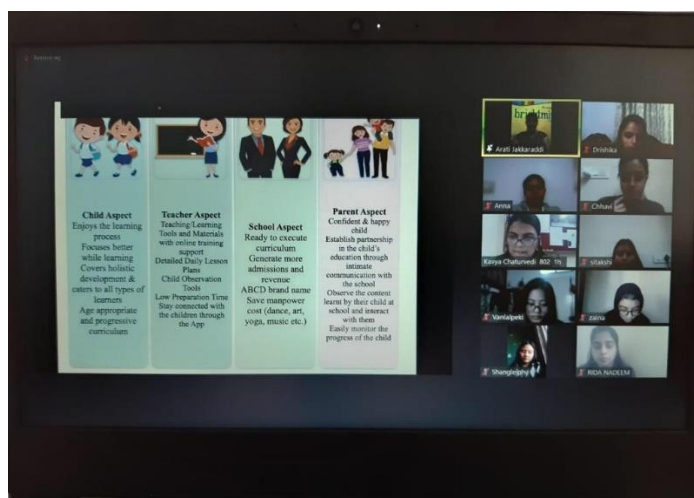 Child Aspect
Enjoys the learning
process
Focuses better
while learning
Covers holistic
development &
caters to all types of
learners
Age appropriate
and progressive
curriculum
Teacher Aspect
Teaching/Learning
Tools and Materials
with online training
support
Detailed Daily Lesson
Plans
Child Observation
Tools
Low Preparation Time
Stay connected with
the children through
the App
School Aspect
Ready to execute
curriculum
Generate more
admissions and
revenue
ABCD brand name
Save manpower
cost (dance, art,
yoga, music etc.)
Parent Aspect
Confident & happy
child
Establish partnership
in the child's
education through
intimate
communication with
the school
Observe the content
learnt by their child at
school and interact
with them
Easily monitor the
progress of the child
Arati Jakkaraddi
Drishika
Anna
Chhavi
Kavya Chaturvedi 802
sitakshi
Vanlalpeki
zaina
RIDA NADEEM